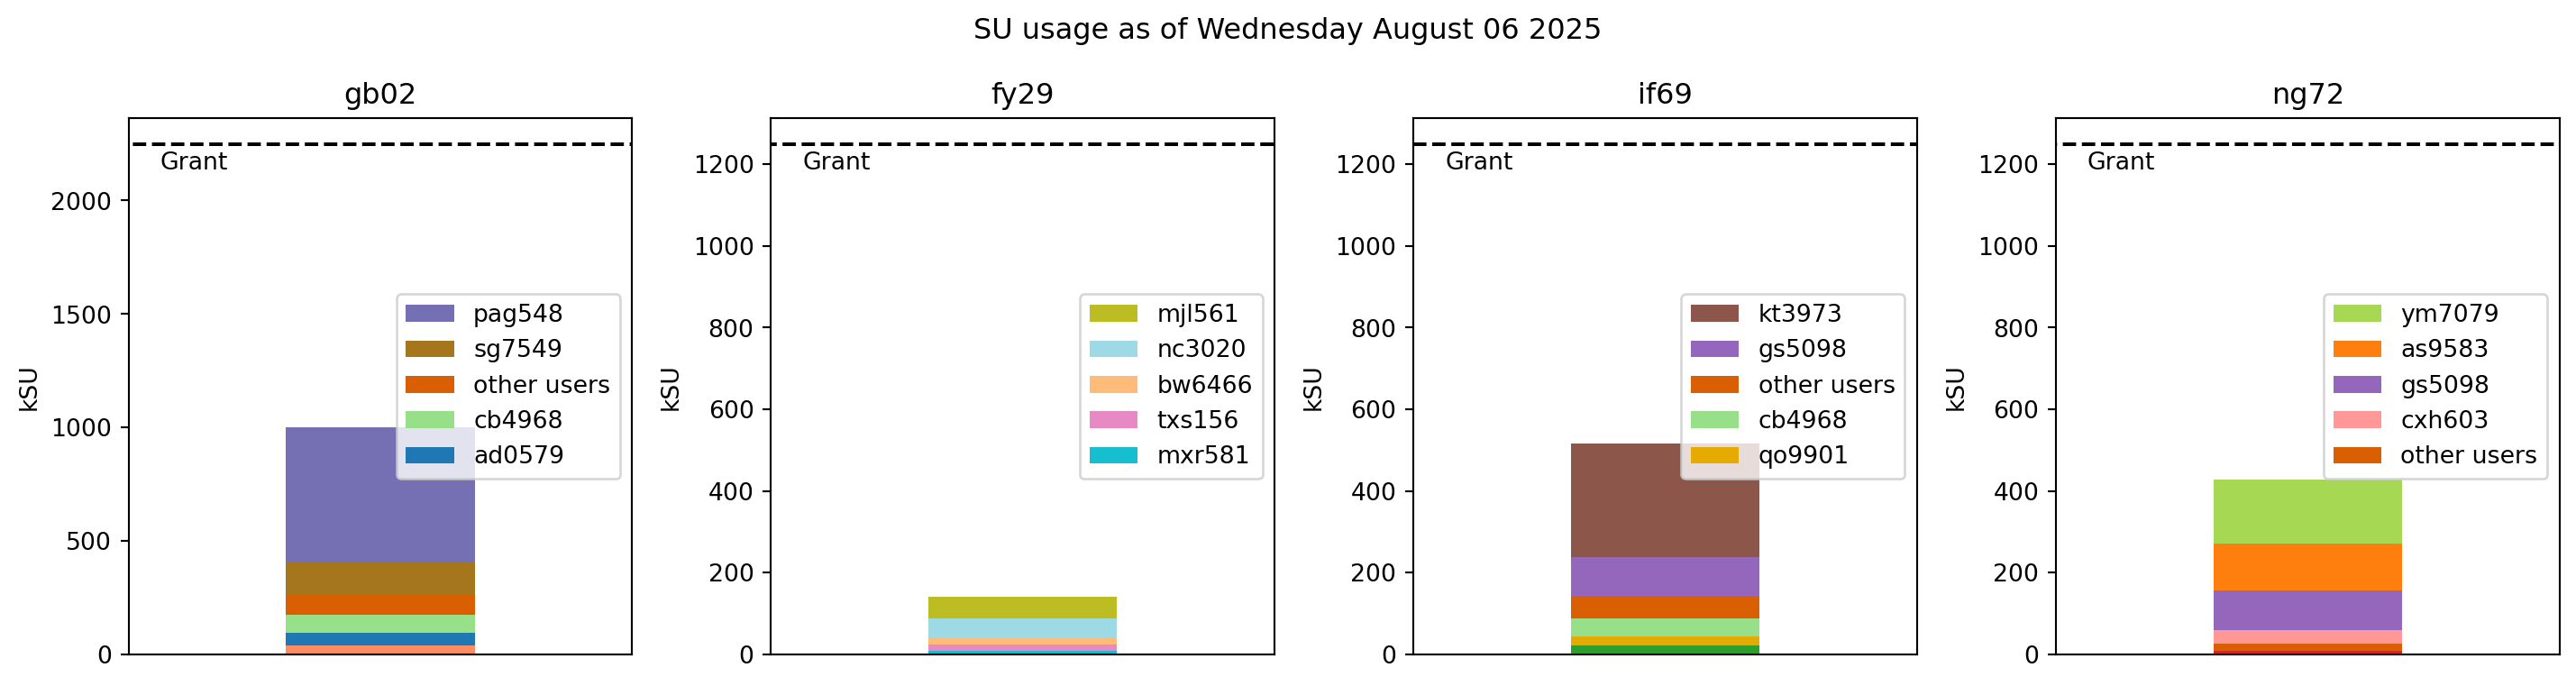 SU usage as of Wednesday August 06 2025
gb02
kSU
2000
1500
1000
500
0
Grant
pag548
sg7549
other users
cb4968
ad0579
fy29
kSU
1200
1000
800
600
400
200
0
Grant
mjl561
nc3020
bw6466
txs156
mxr581
if69
kSU
1200
1000
800
600
400
200
0
Grant
kt3973
gs5098
other users
cb4968
qo9901
ng72
kSU
1200
1000
800
600
400
200
0
Grant
ym7079
as9583
gs5098
cxh603
other users